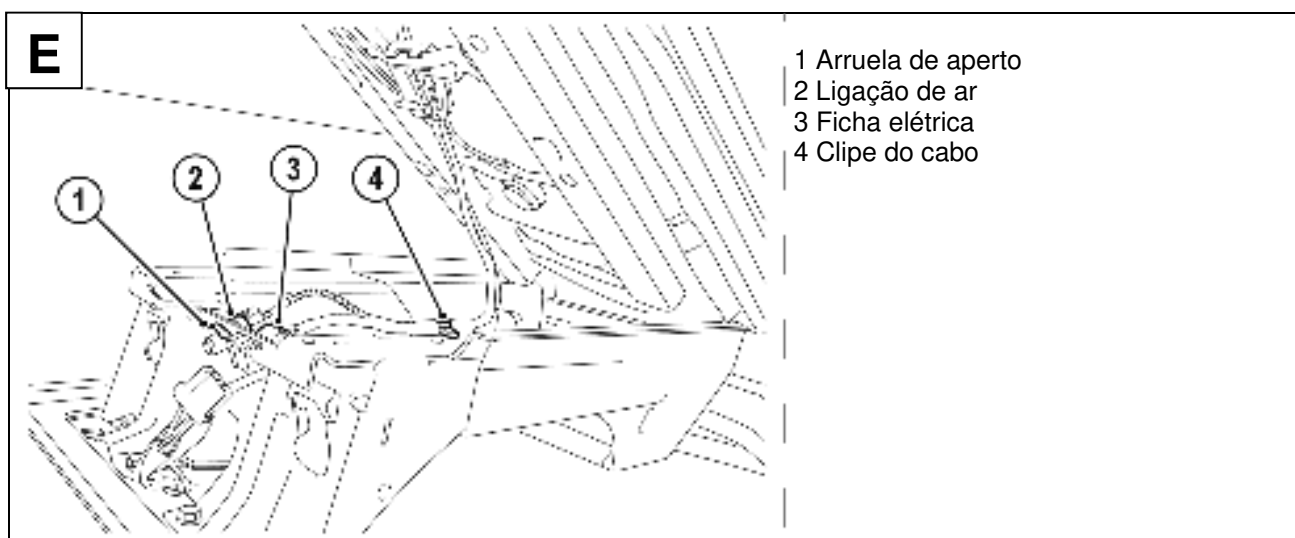 E
1 Arruela de aperto
2 Ligação de ar
3 Ficha elétrica
4 Clipe do cabo
1
2
3
4